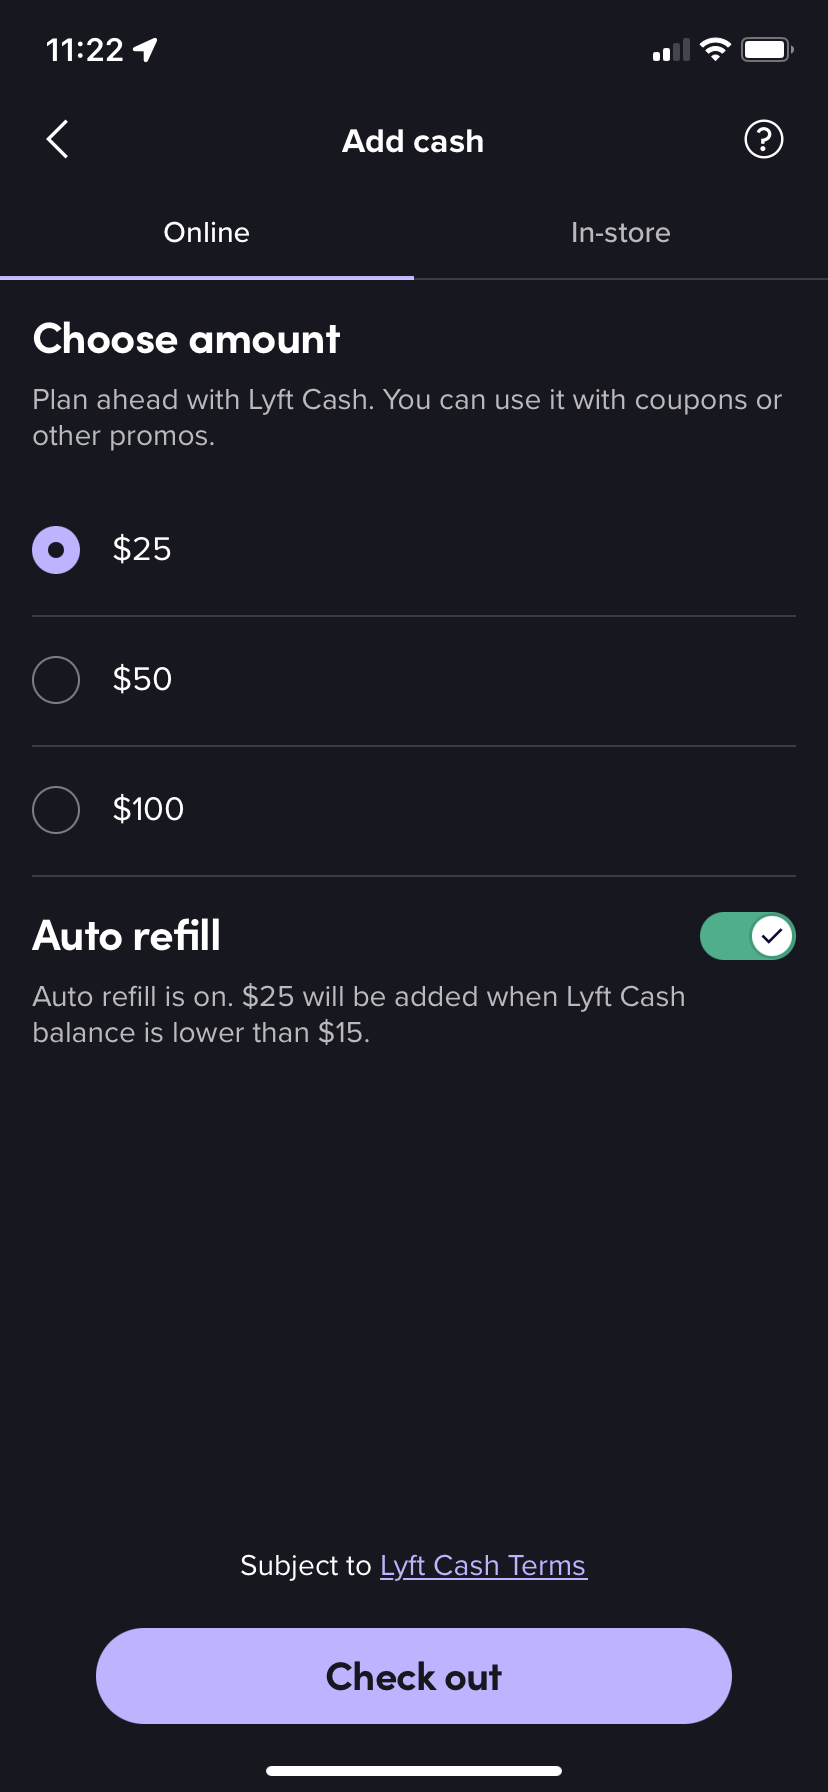 11:22
Add cash
Online
In-store
Choose amount
Plan ahead with Lyft Cash. You can use it with coupons or
other promos.
$25
$50
$100
Auto refill
Auto refill is on. $25 will be added when Lyft Cash
balance is lower than $15.
Subject to Lyft Cash Terms
Check out